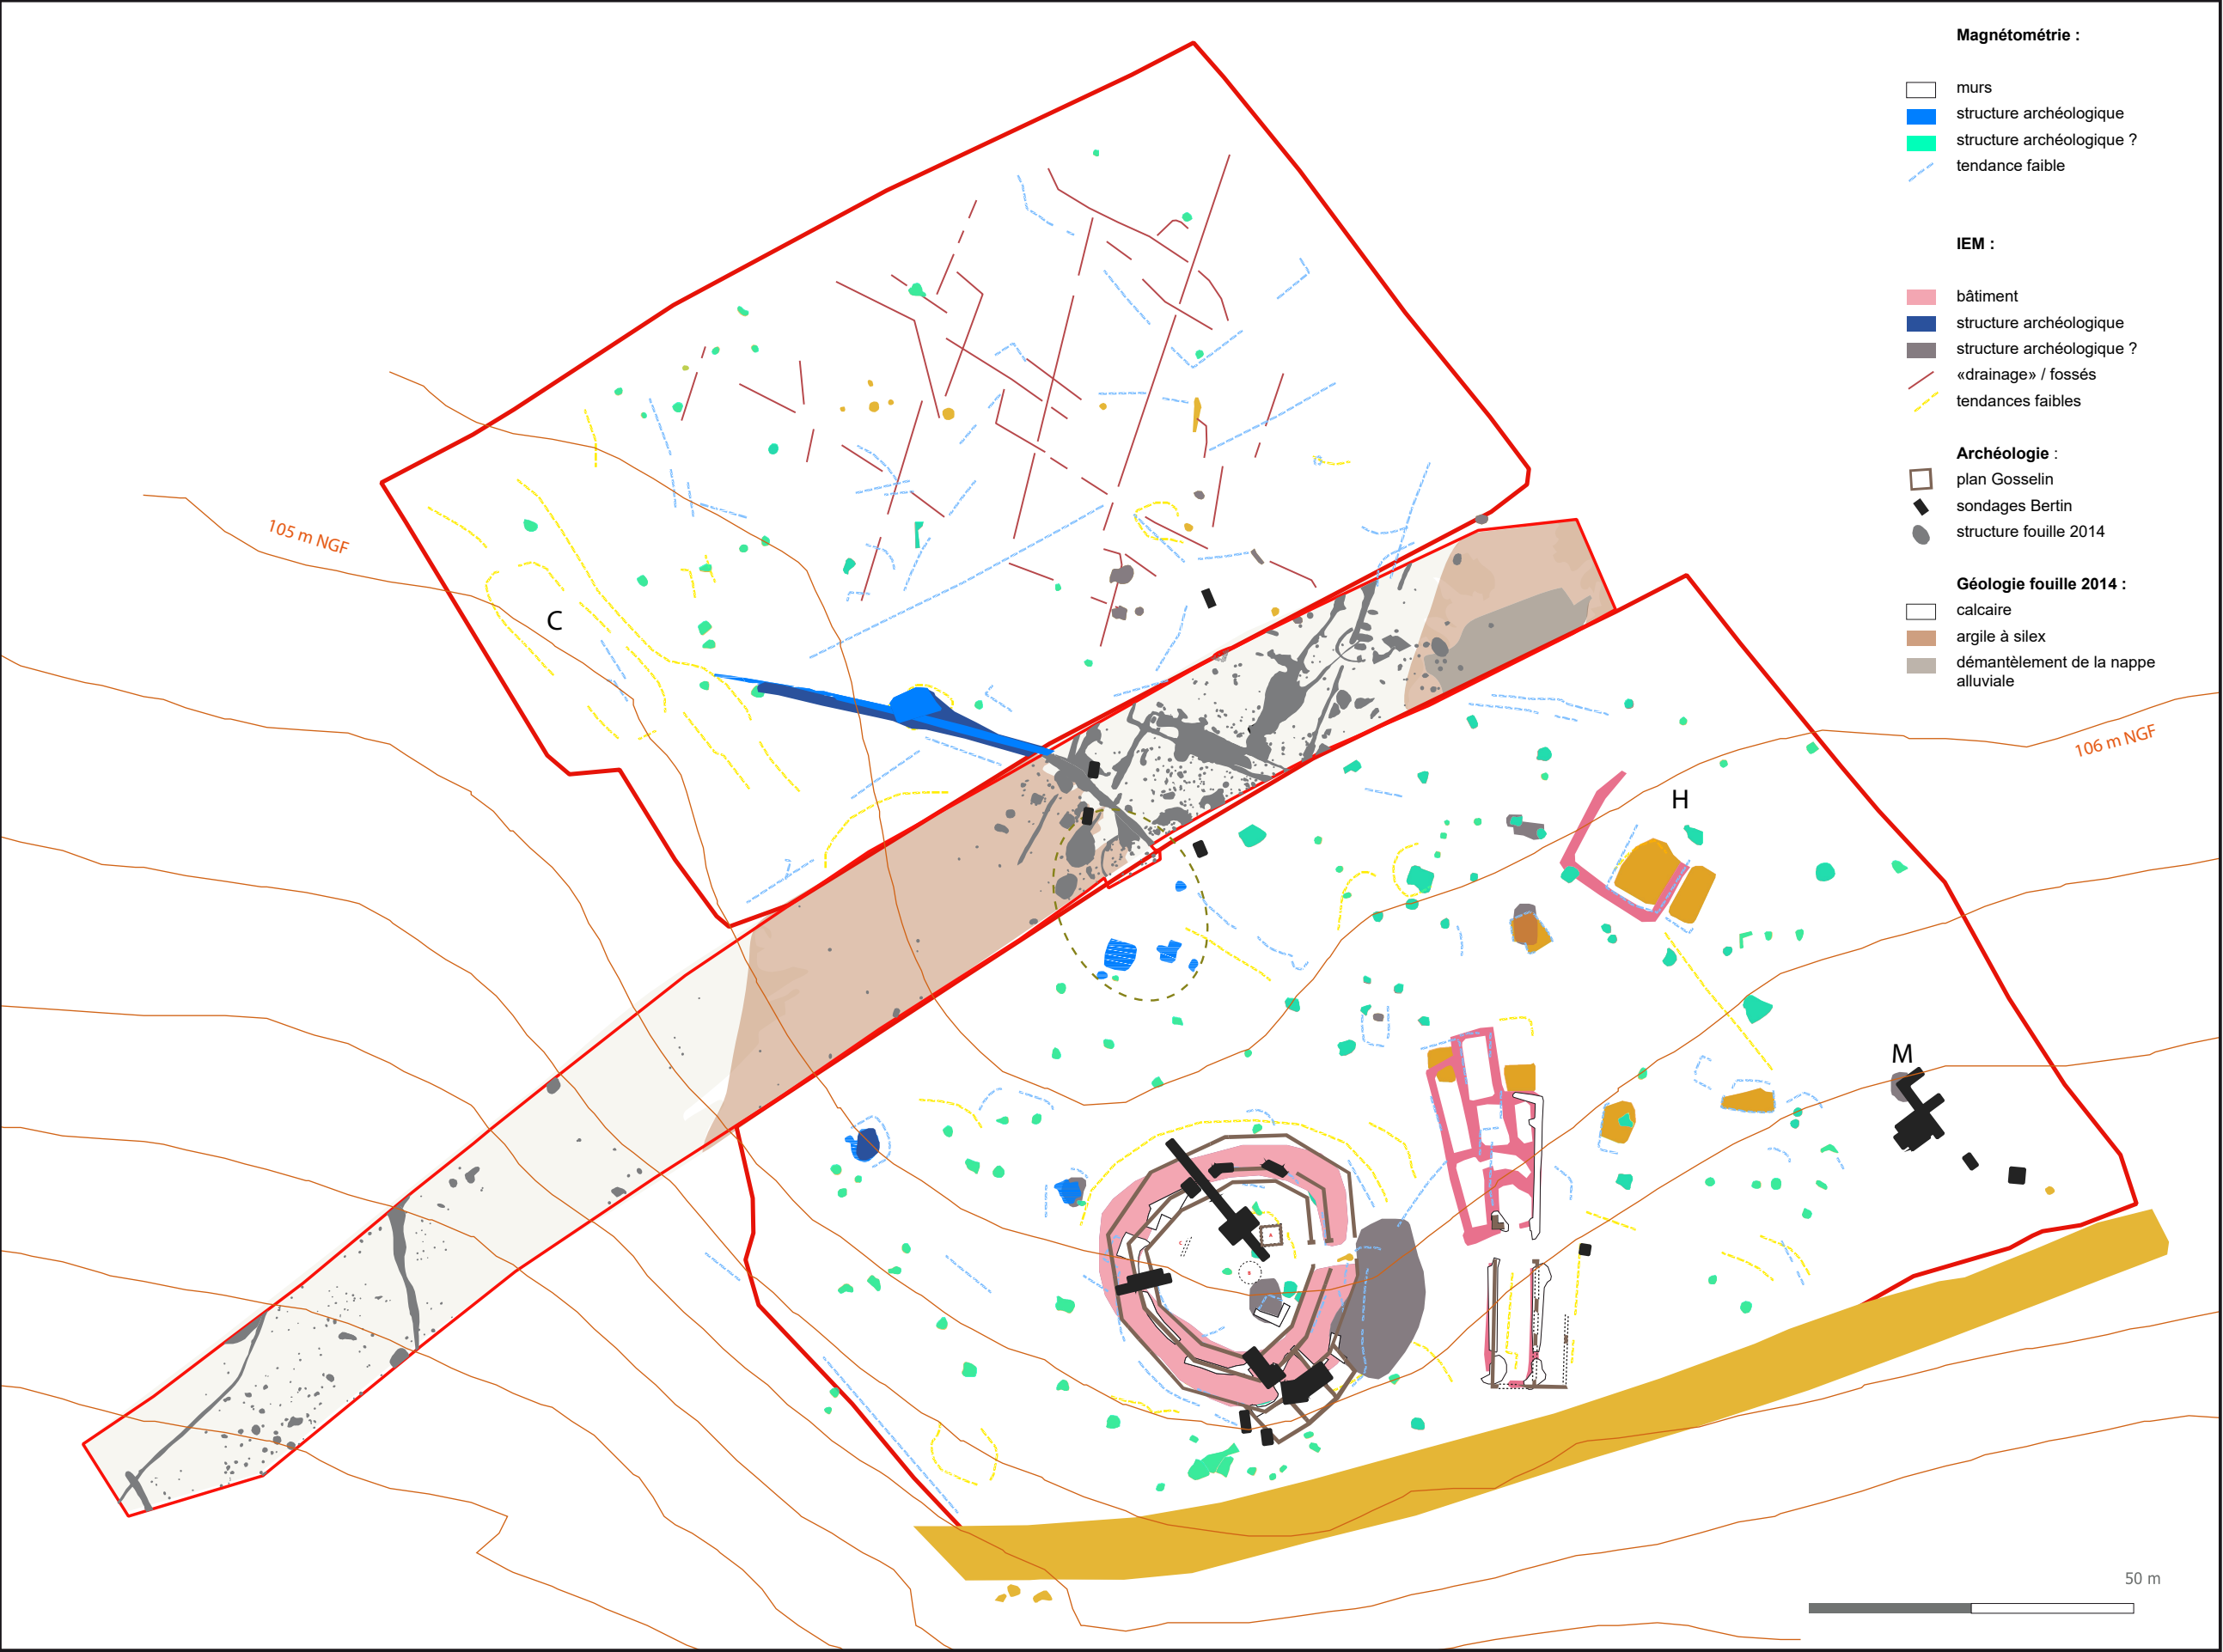 Magnétométrie :
murs
structure archéologique
structure archéologique ?
tendance faible
IEM :
bâtiment
structure archéologique
structure archéologique ?
«drainage» / fossés
tendances faibles
Archéologie :
plan Gosselin
sondages Bertin
structure fouille 2014
Géologie fouille 2014 :
calcaire
argile à silex
démantèlement de la nappe
alluviale
105 m NGF
C
106 m NGF
H
M
50 m